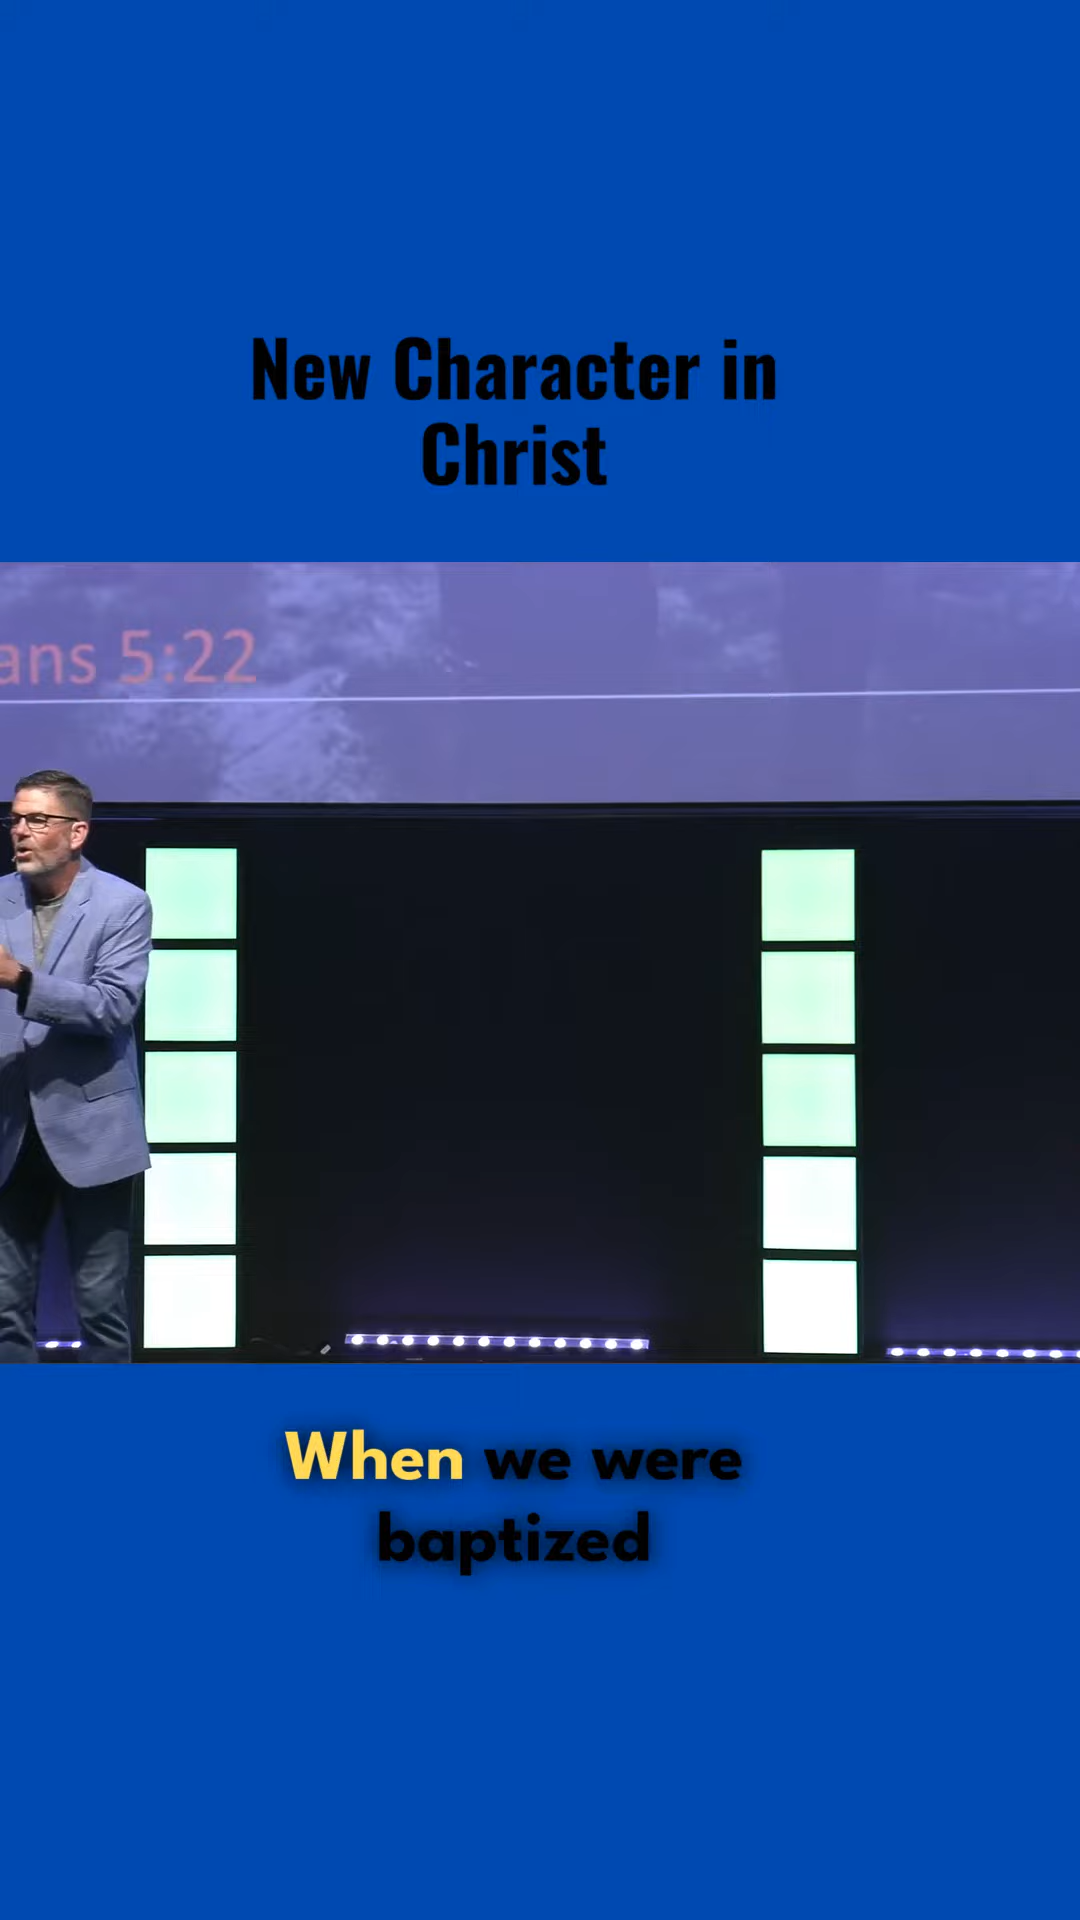 New Character in
Christ
ans 5:22
When we were
baptized